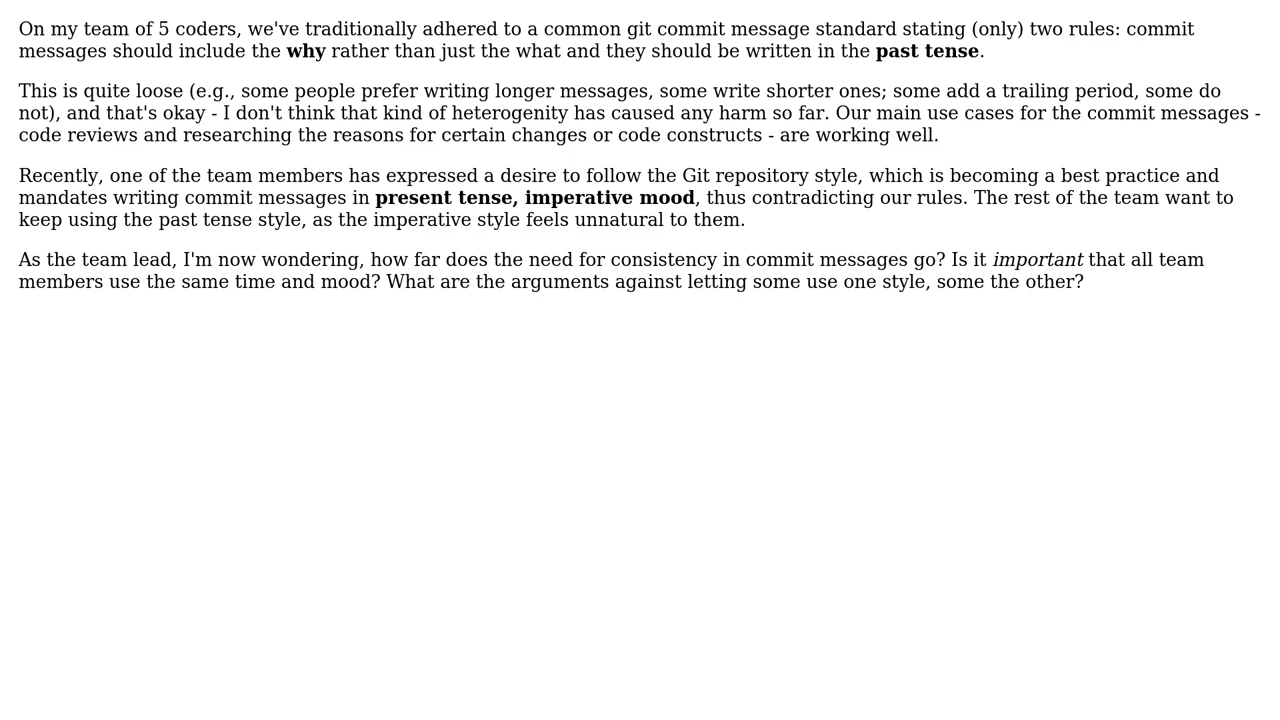 On my team of 5 coders, we've traditionally adhered to a common git commit message standard stating (only) two rules: commit
messages should include the why rather than just the what and they should be written in the past tense.
This is quite loose (e.g., some people prefer writing longer messages, some write shorter ones; some add a trailing period, some do
not), and that's okay - I don't think that kind of heterogenity has caused any harm so far. Our main use cases for the commit messages -
code reviews and researching the reasons for certain changes or code constructs - are working well.
Recently, one of the team members has expressed a desire to follow the Git repository style, which is becoming a best practice and
mandates writing commit messages in present tense, imperative mood, thus contradicting our rules. The rest of the team want to
keep using the past tense style, as the imperative style feels unnatural to them.
As the team lead, I'm now wondering, how far does the need for consistency in commit messages go? Is it important that all team
members use the same time and mood? What are the arguments against letting some use one style, some the other?